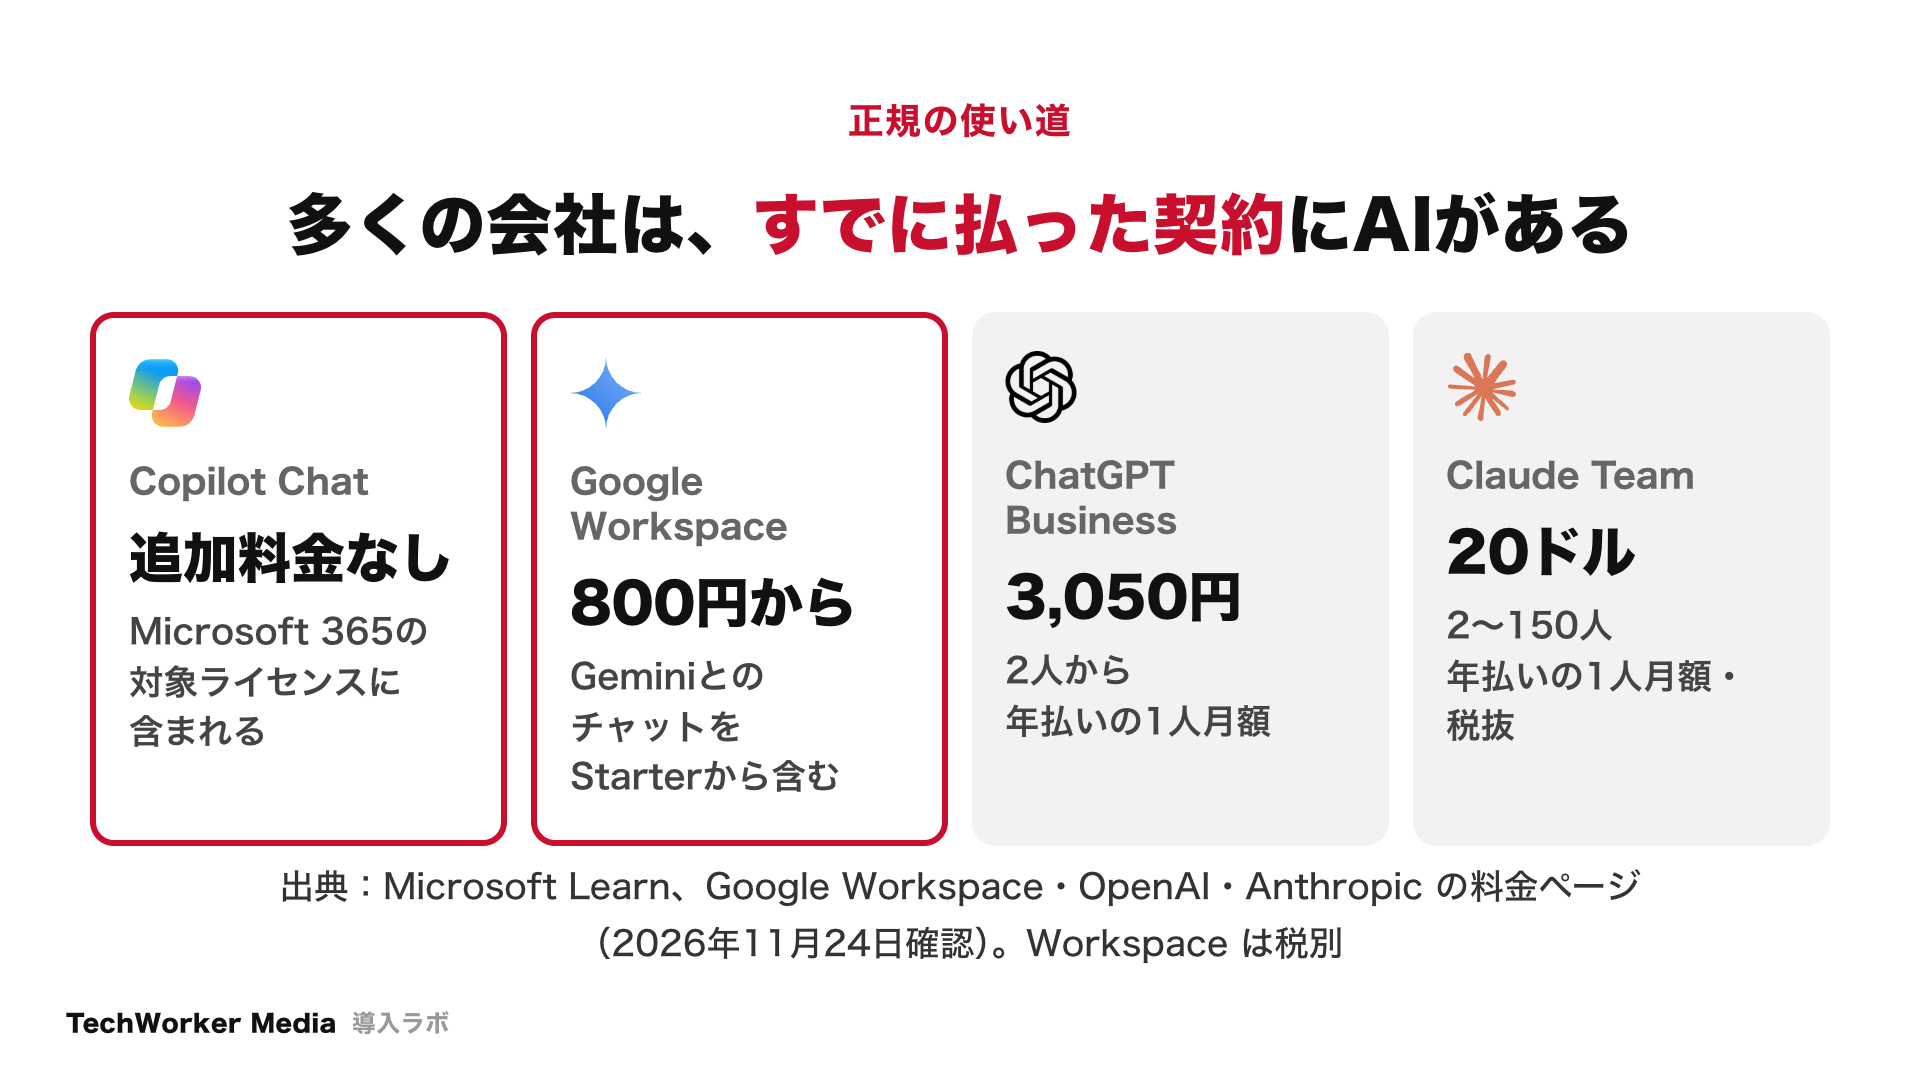 正規の使い道
多くの会社は、すでに払った契約にAIがある
Copilot Chat
追加料金なし
Microsoft 365の
対象ライセンスに
含まれる
Google
Workspace
800円から
Geminiとの
チャットを
Starterから含む
ChatGPT
Business
3,050円
2人から
年払いの1人月額
Claude Team
20ドル
2〜150人
年払いの1人月額・
税抜
出典：Microsoft Learn、Google Workspace・OpenAI・Anthropic の料金ページ
（2026年11月24日確認）。Workspace は税別
TechWorker Media 導入ラボ